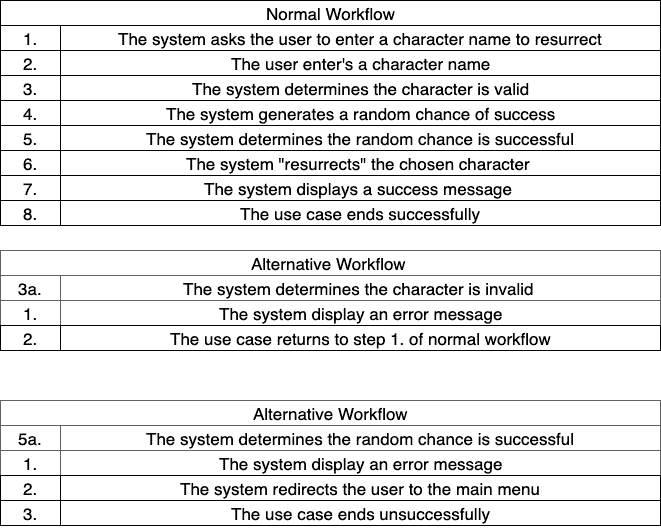 Normal Workflow
1. The system asks the user to enter a character name to resurrect
2. The user enter's a character name
3. The system determines the character is valid
4. The system generates a random chance of success
5. The system determines the random chance is successful
6. The system "resurrects" the chosen character
7. The system displays a success message
8. The use case ends successfully
Alternative Workflow
3a. The system determines the character is invalid
1. The system display an error message
2. The use case returns to step 1. of normal workflow
Alternative Workflow
5a. The system determines the random chance is successful
1. The system display an error message
2. The system redirects the user to the main menu
3. The use case ends unsuccessfully